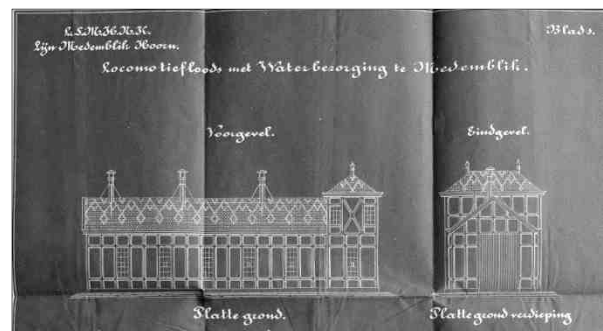 Lijn Medemblik Hoorn.
Blad 5.
Locomotiefloods met Waterbezorging te Medemblik.
Voorgevel.
Eindgevel.
Platte grond.
Platte grond verdieping